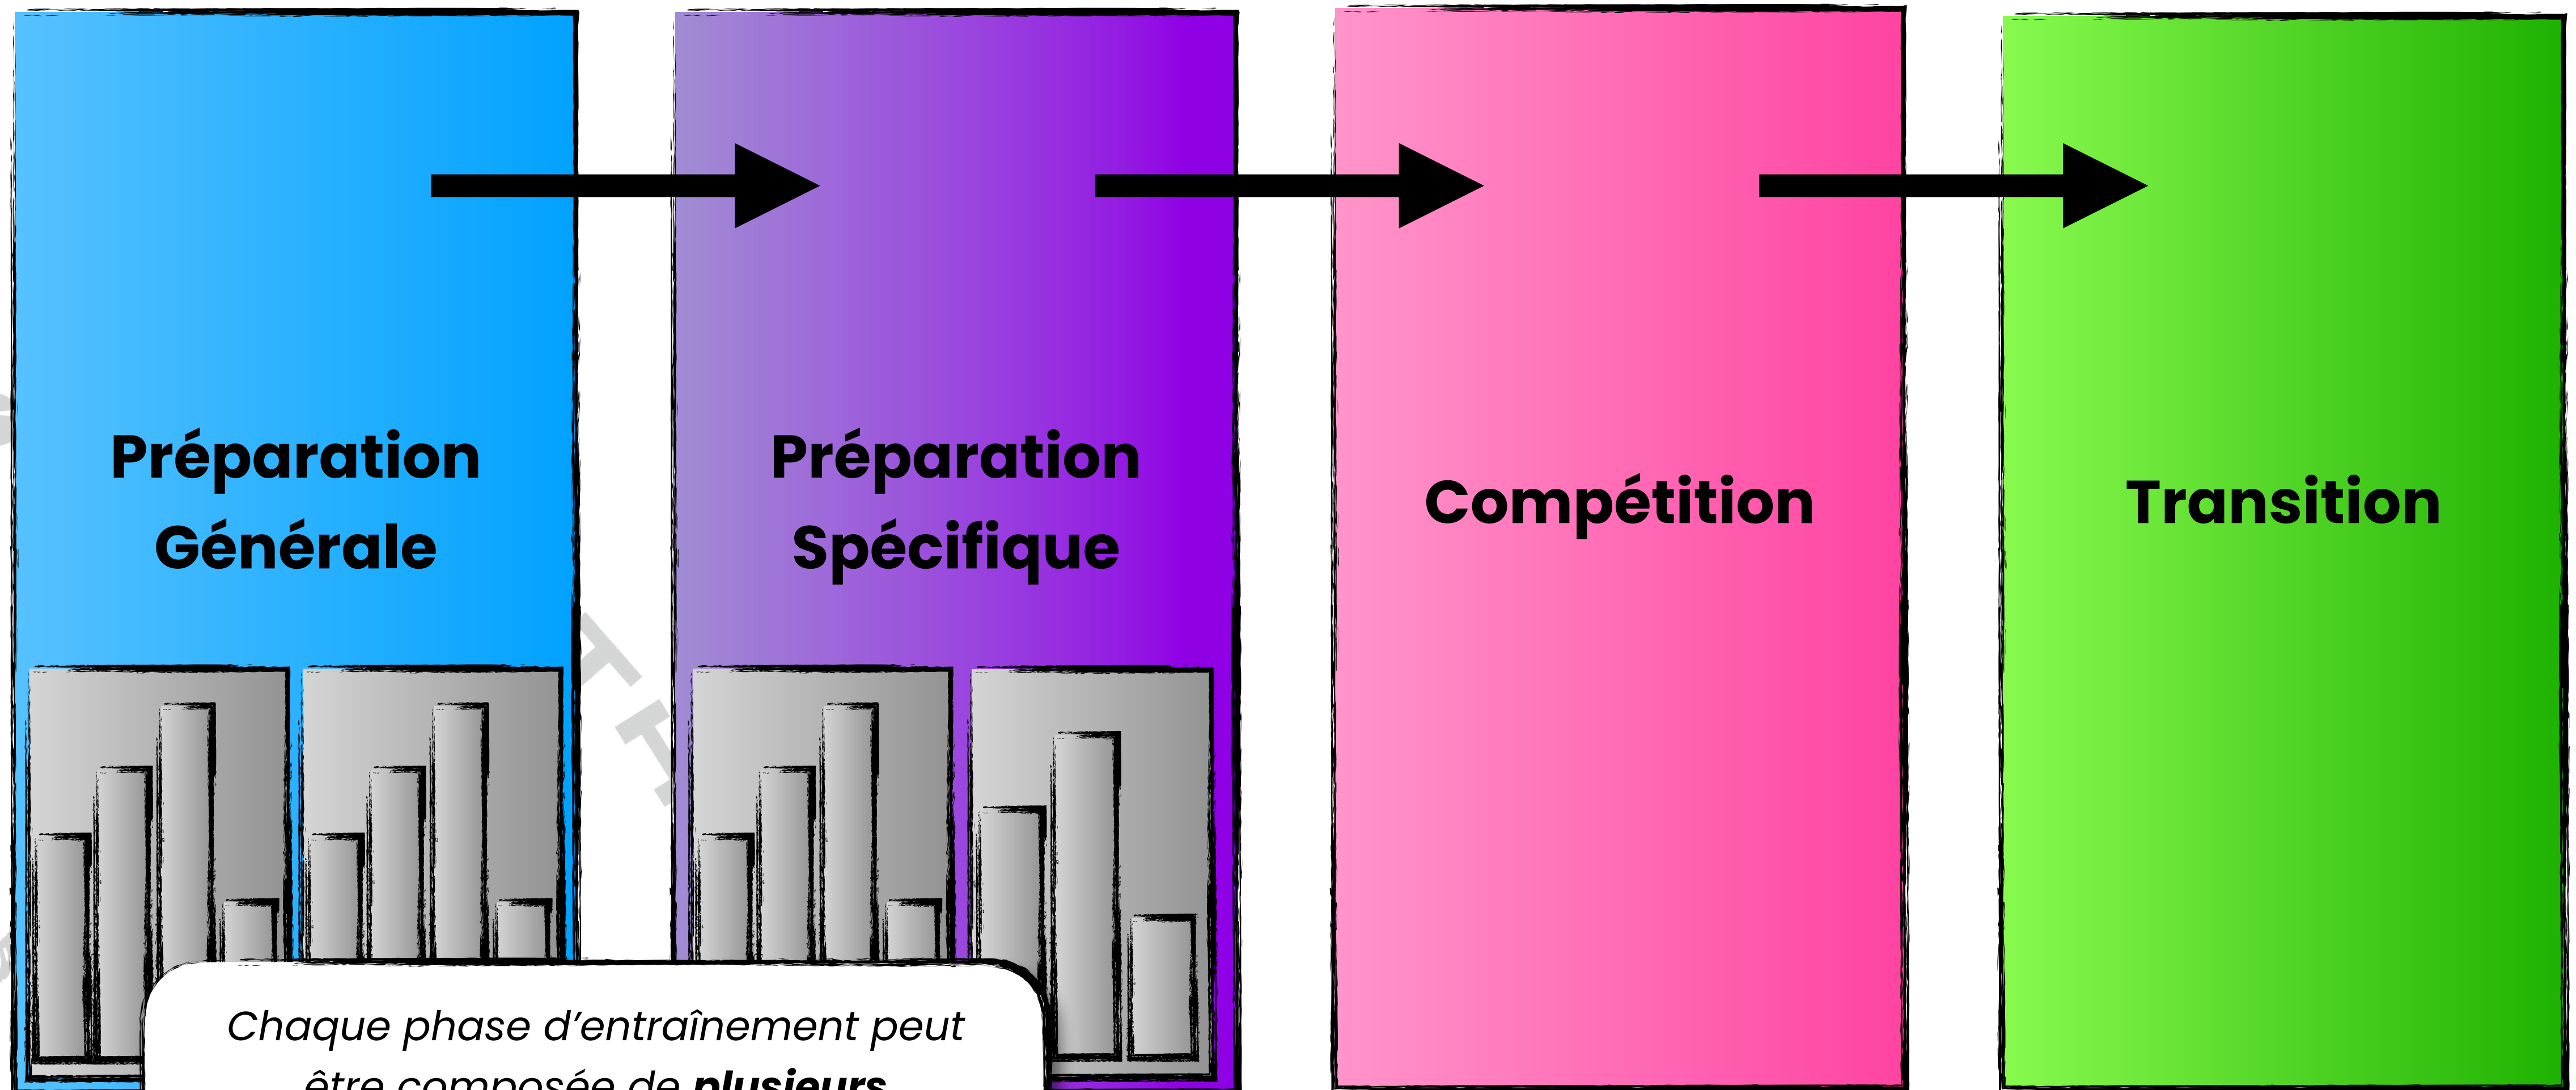 Préparation
Générale
Préparation
Spécifique
Compétition
Transition
Chaque phase d’entraînement peut
être composée de plusieurs